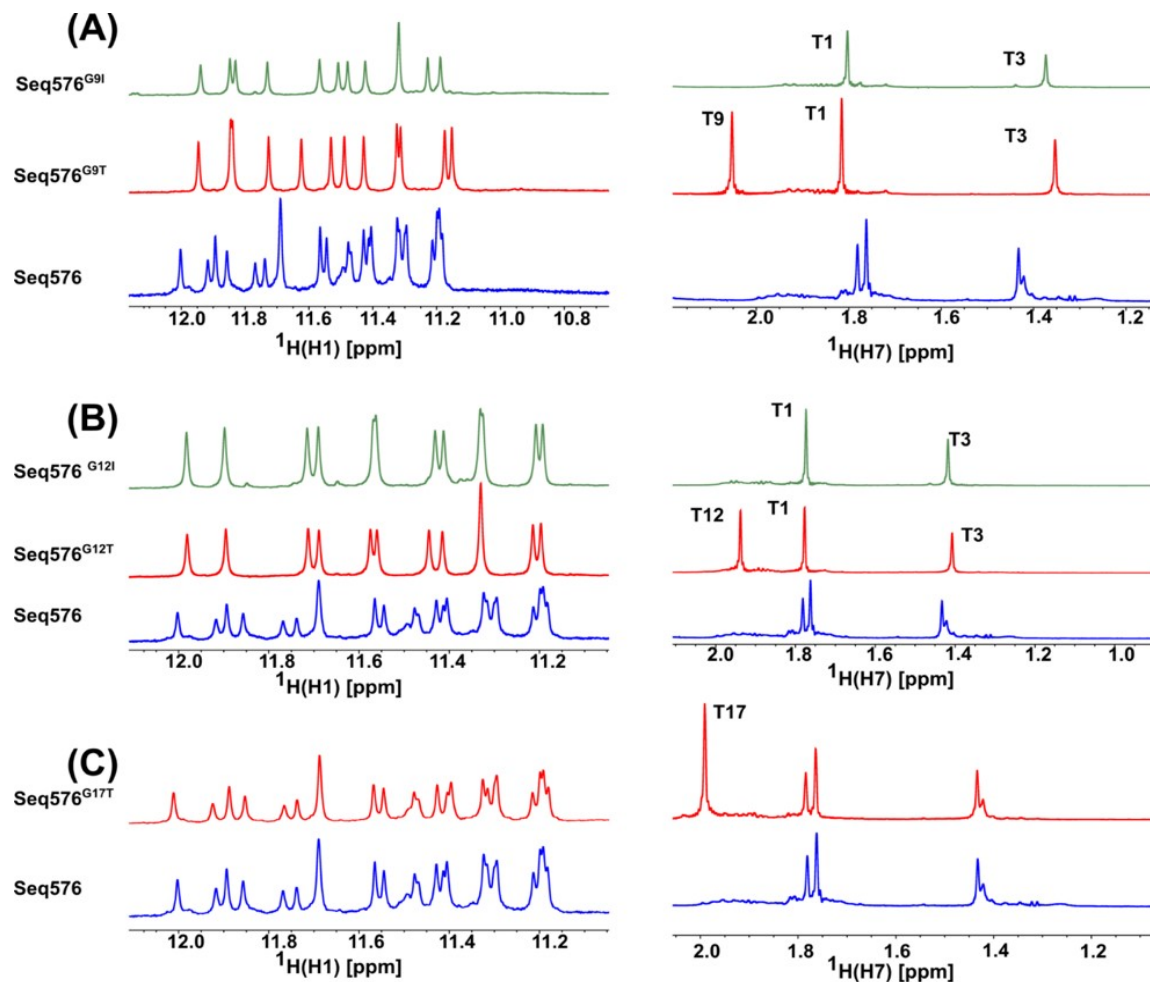 (A)
Seq576G9I
T1
T3
Seq576G9T
T9
T1
T3
Seq576
12.0 11.8 11.6 11.4 11.2 11.0 10.8
2.0 1.8 1.6 1.4 1.2
1H(H1) [ppm]
1H(H7) [ppm]
(B)
Seq576 G12I
T1
T3
Seq576G12T
T12
T1
T3
Seq576
12.0 11.8 11.6 11.4 11.2
2.0 1.8 1.6 1.4 1.2 1.0
1H(H1) [ppm]
1H(H7) [ppm]
(C)
T17
Seq576G17T
Seq576
12.0 11.8 11.6 11.4 11.2
2.0 1.8 1.6 1.4 1.2
1H(H1) [ppm]
1H(H7) [ppm]